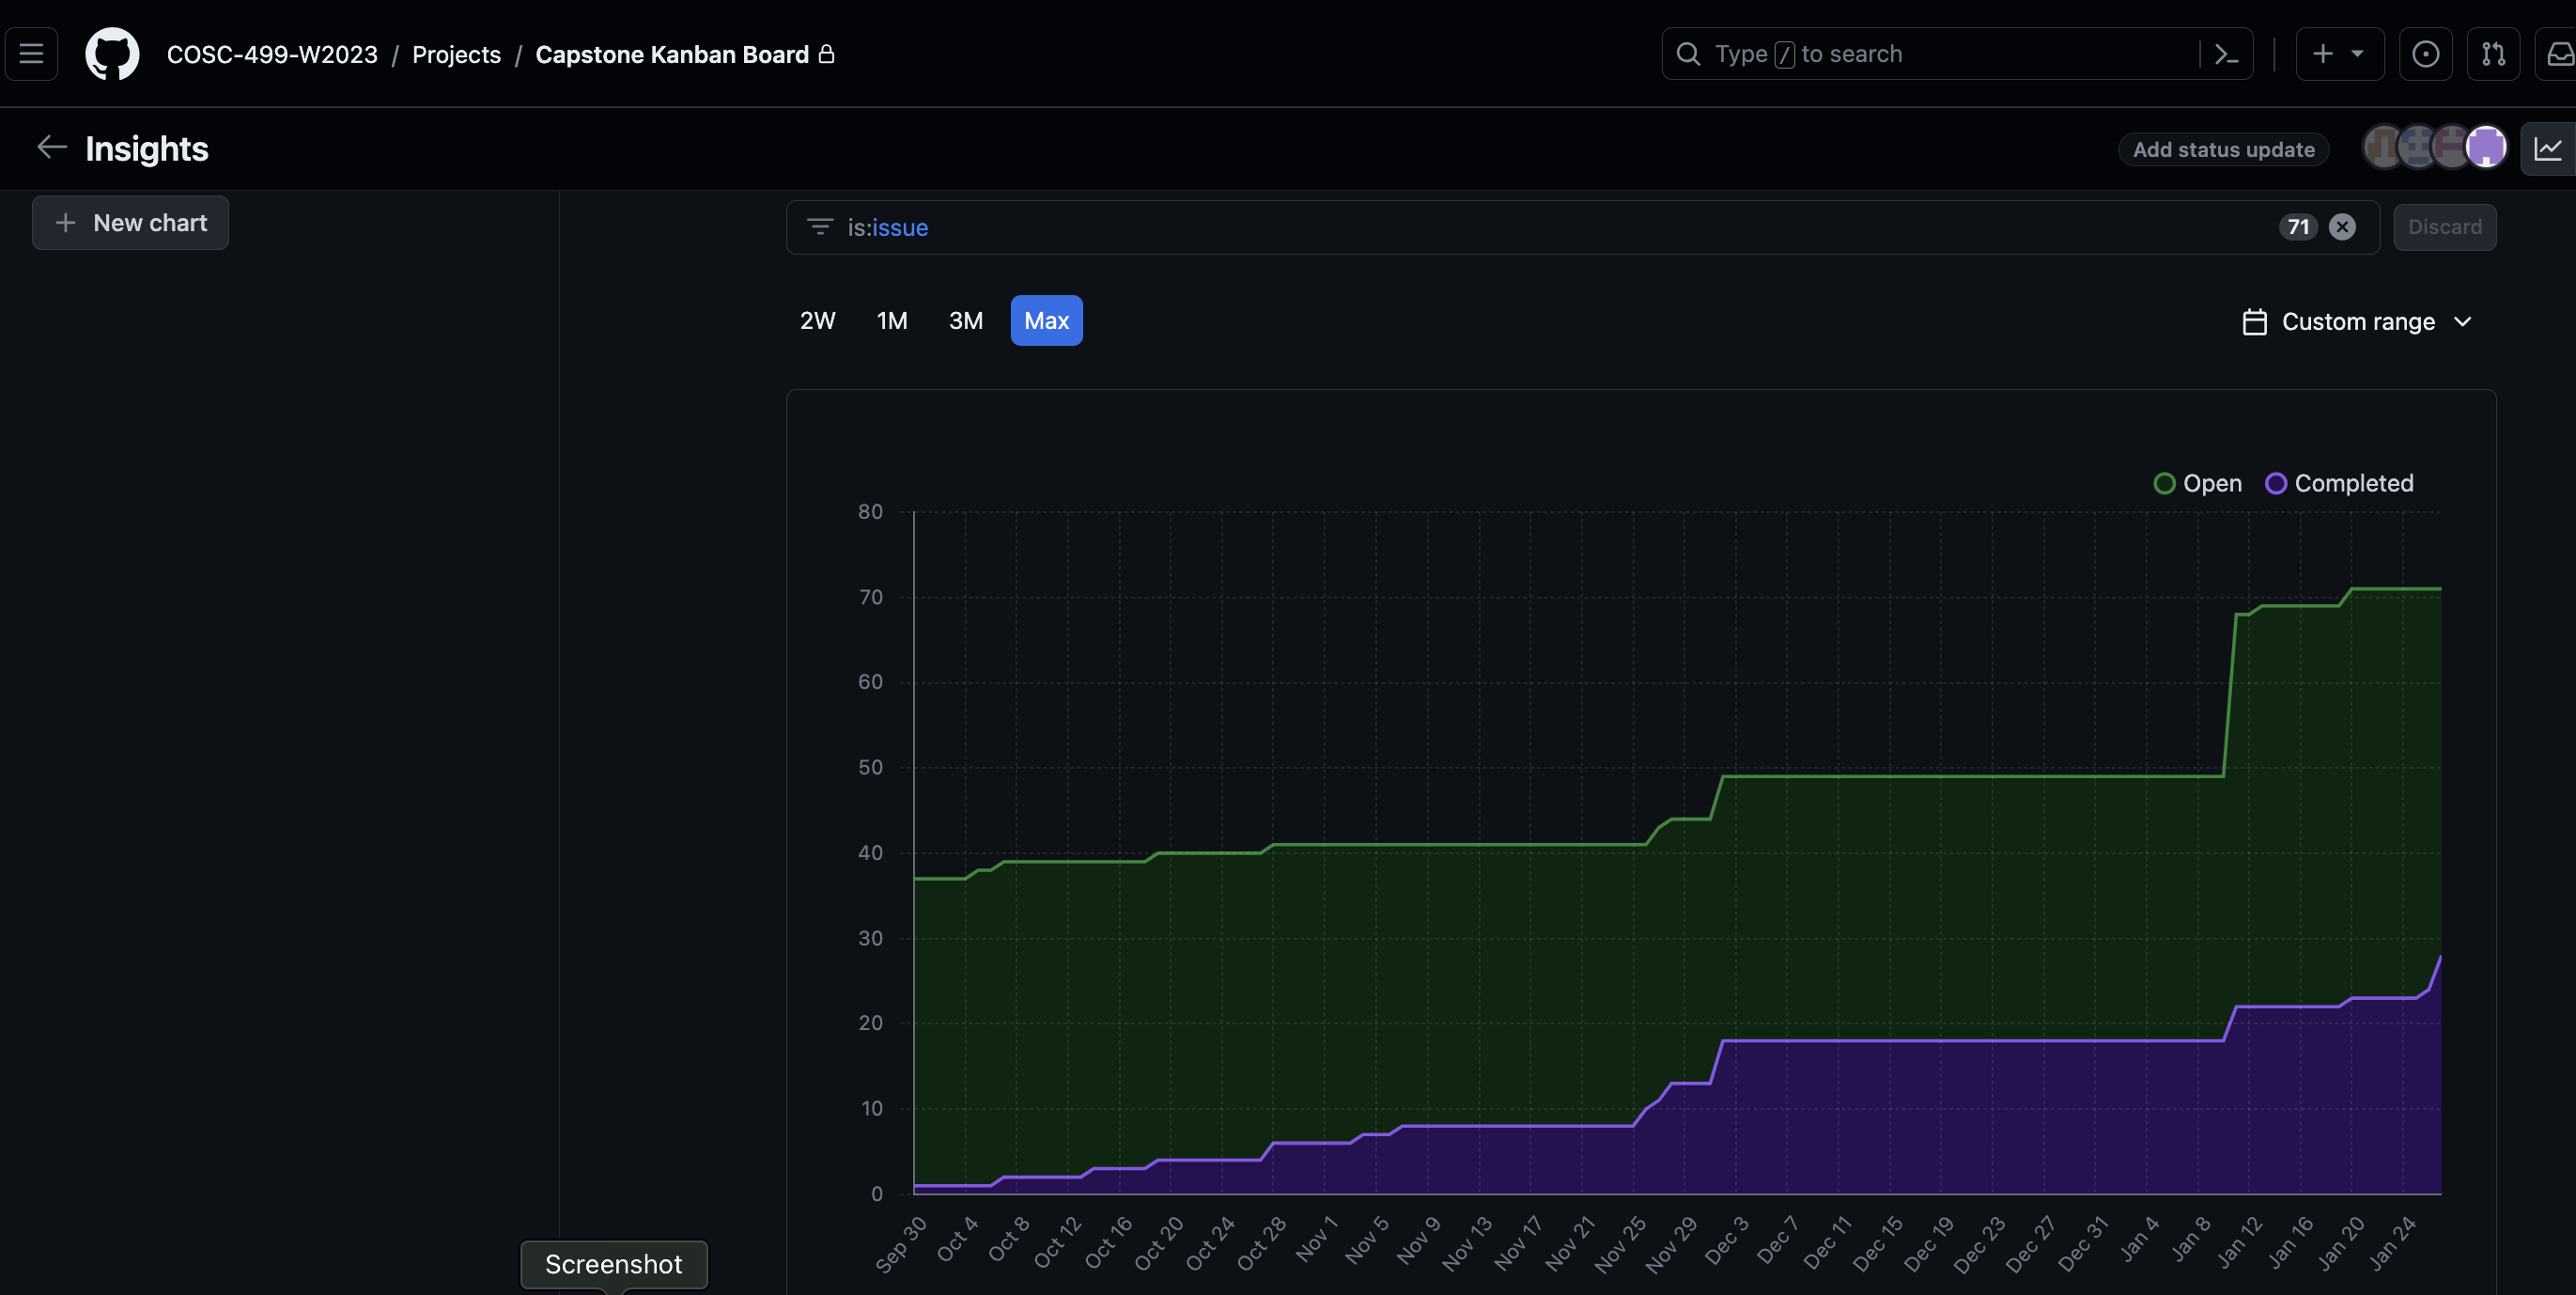 COSC-499-W2023 / Projects / Capstone Kanban Board
Type / to search
Insights
Add status update
New chart
is:issue
71
Discard
2W 1M 3M Max
Custom range
Open Completed
80
70
60
50
40
30
20
10
0
Sep 30 Oct 4 Oct 8 Oct 12 Oct 16 Oct 20 Oct 24 Oct 28 Nov 1 Nov 5 Nov 9 Nov 13 Nov 17 Nov 21 Nov 25 Nov 29 Dec 3 Dec 7 Dec 11 Dec 15 Dec 19 Dec 23 Dec 27 Dec 31 Jan 4 Jan 8 Jan 12 Jan 16 Jan 20 Jan 24
Screenshot